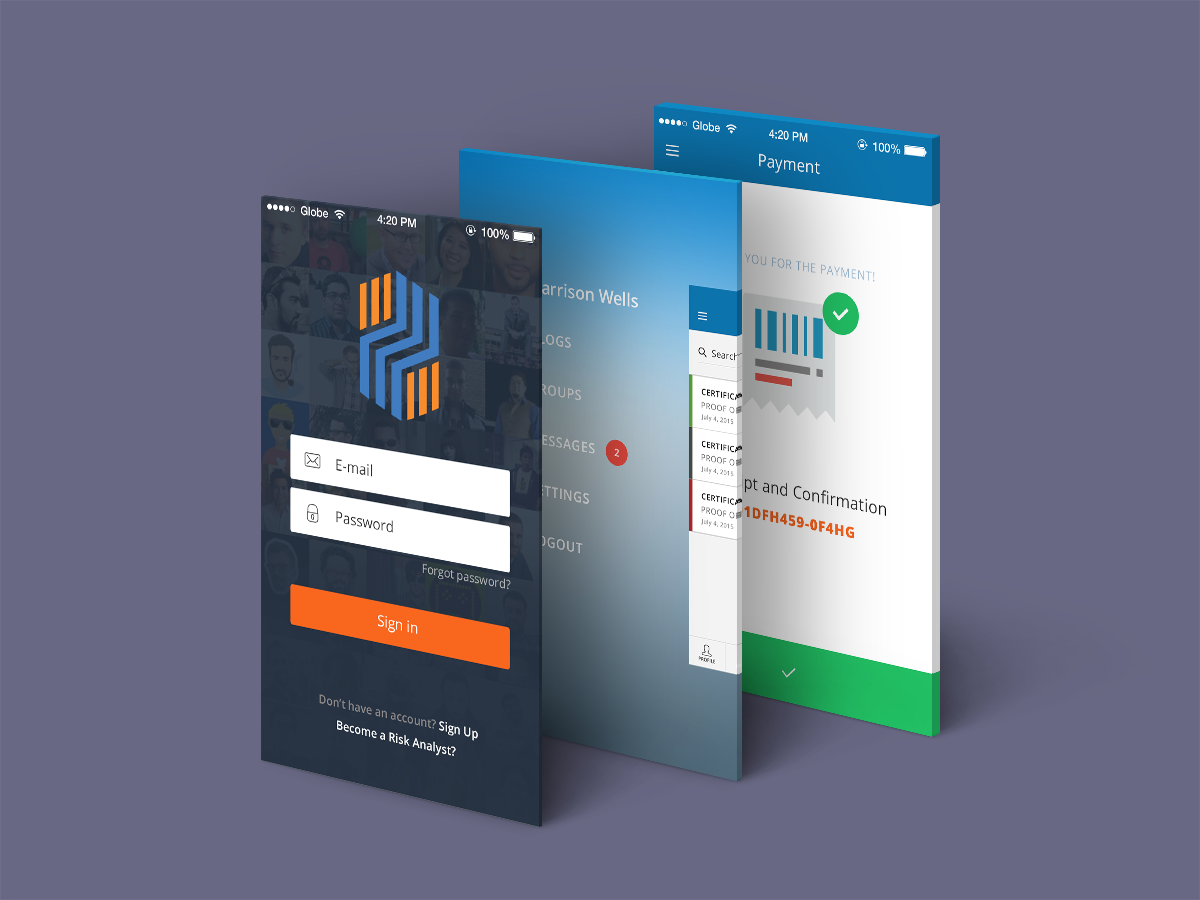 Globe 4:20 PM 100%
E-mail
Password
Forgot password?
Sign in
Don't have an account? Sign Up
Become a Risk Analyst?
arrison Wells
LOGS
ROUPS
ESSAGES 2
ETTINGS
OGOUT
Search
CERTIFICA
PROOF O
July 4, 2015
CERTIFICA
PROOF O
July 4, 2015
CERTIFICA
PROOF O
July 4, 2015
PROFILE
Globe 4:20 PM 100%
Payment
YOU FOR THE PAYMENT!
pt and Confirmation
1DFH459-0F4HG